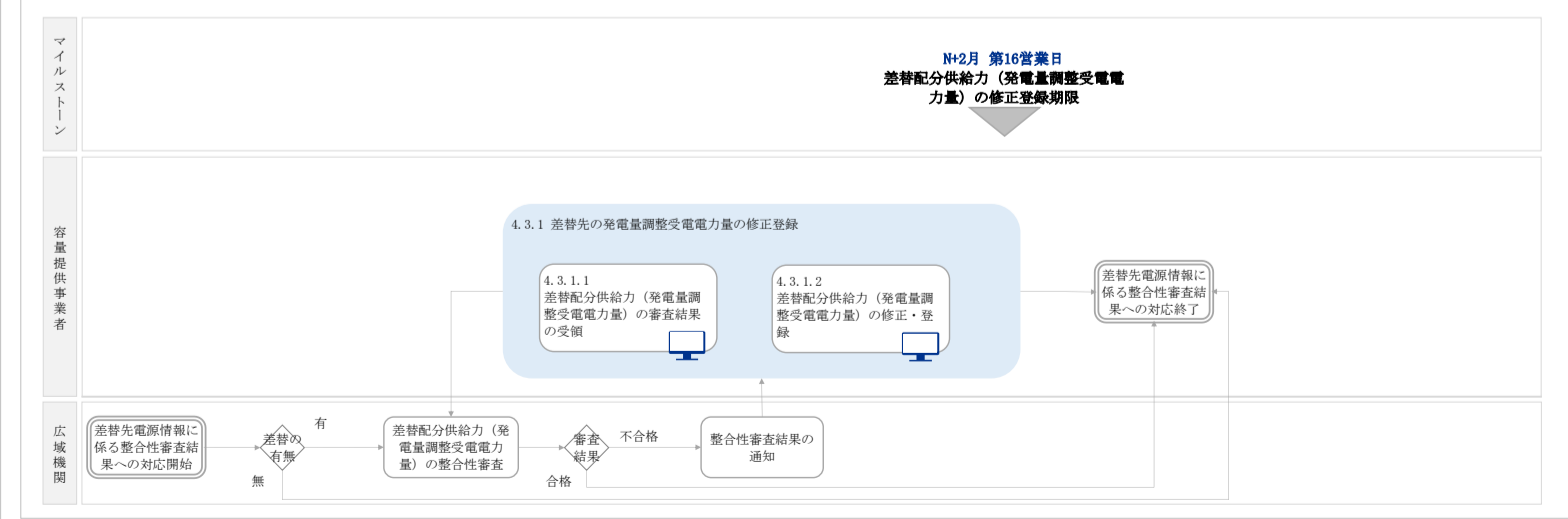 マイルストーン
N+2月 第16営業日
差替配分供給力（発電量調整受電電
力量）の修正登録期限
容量提供事業者
4.3.1 差替先の発電量調整受電電力量の修正登録
4.3.1.1
差替配分供給力（発電量調
整受電電力量）の審査結果
の受領
4.3.1.2
差替配分供給力（発電量調
整受電電力量）の修正・登
録
差替先電源情報に
係る整合性審査結
果への対応終了
広域機関
差替先電源情報に
係る整合性審査結
果への対応開始
差替の
有無
有
無
差替配分供給力（発
電量調整受電電力
量）の整合性審査
審査
結果
不合格
合格
整合性審査結果の
通知